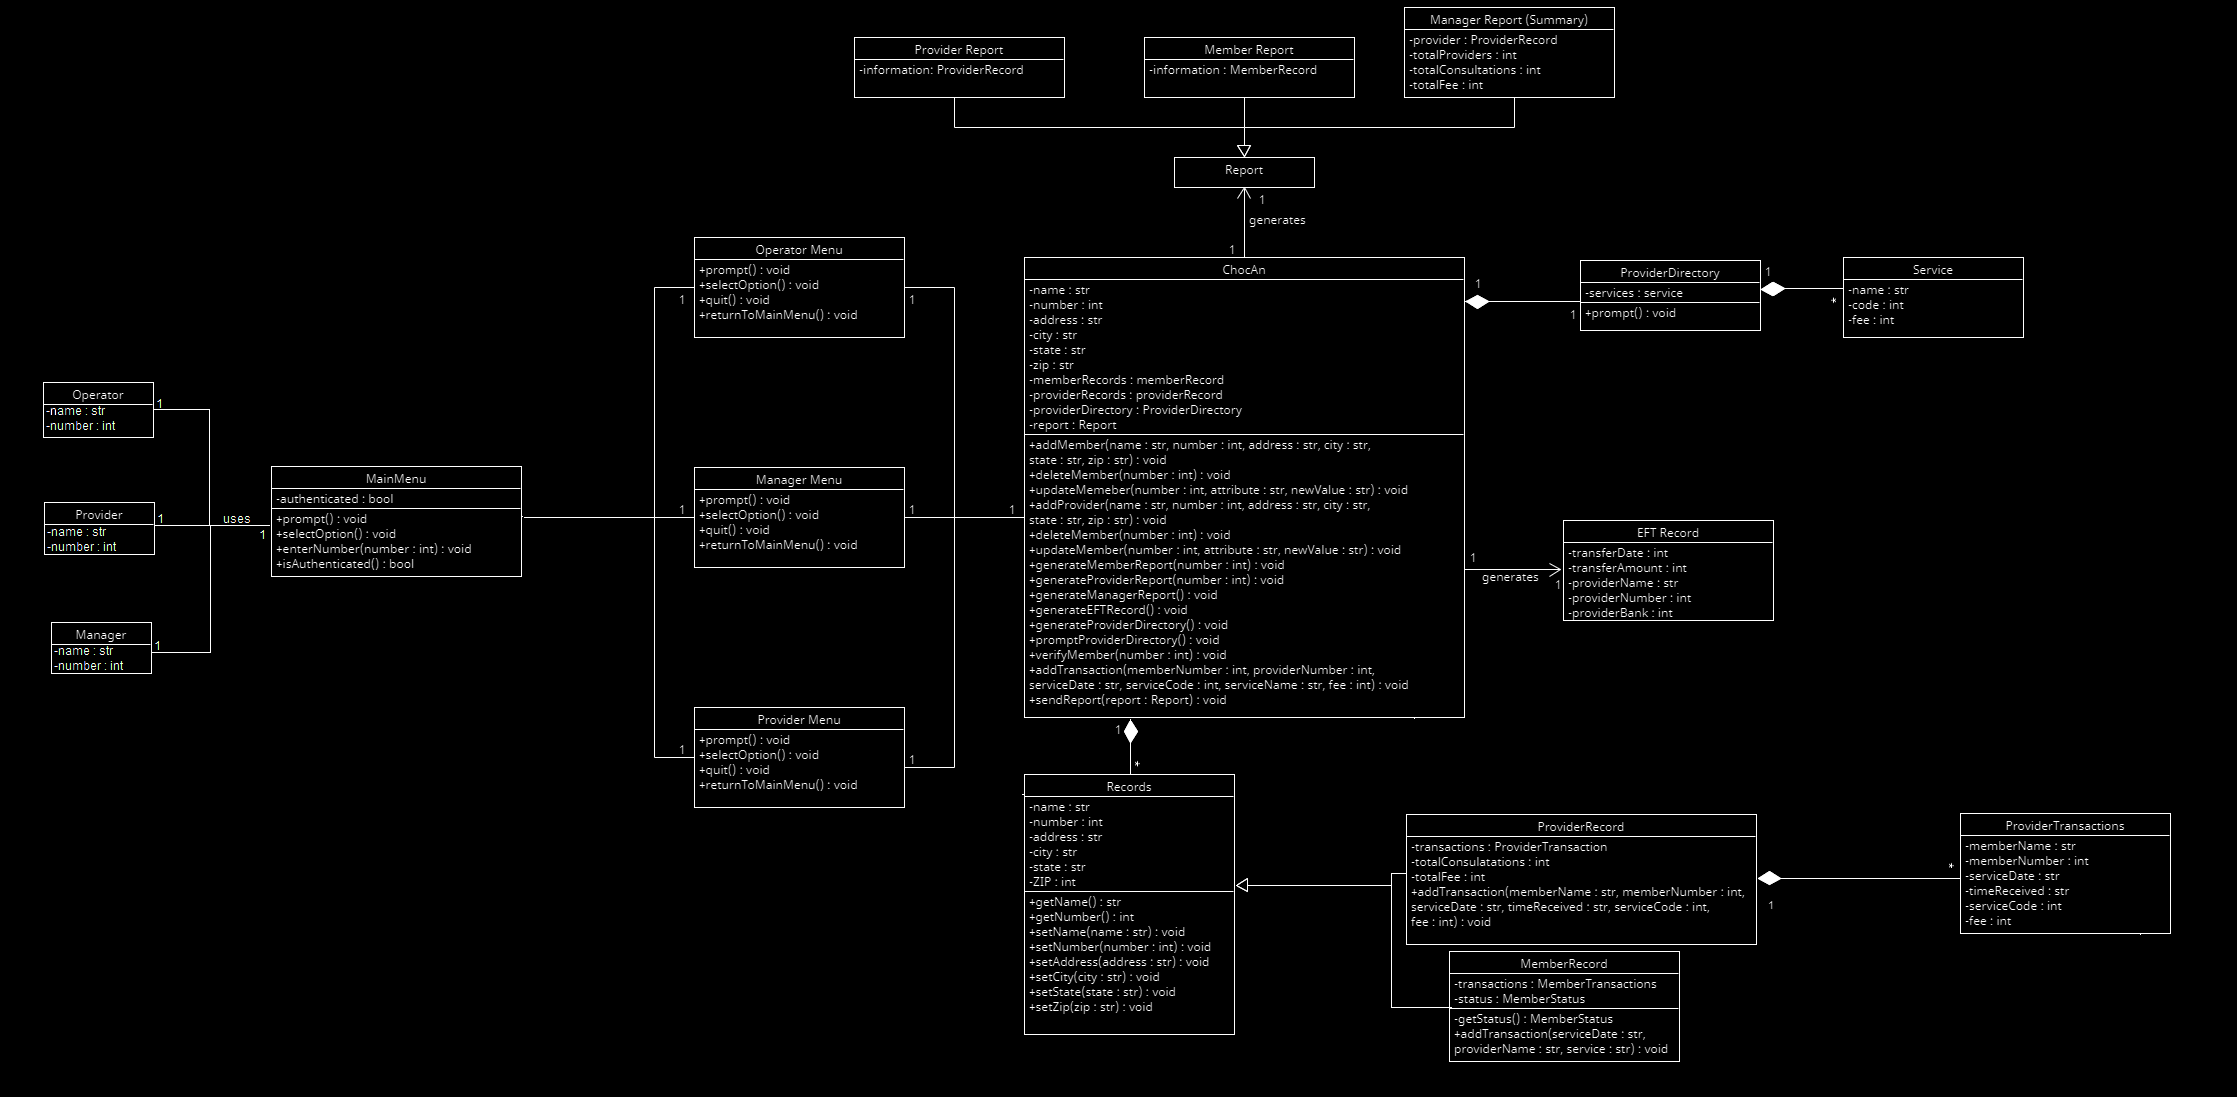 Manager Report (Summary)
-provider : ProviderRecord
-totalProviders : int
-totalConsultations : int
-totalFee : int
Provider Report
-information: ProviderRecord
Member Report
-information : MemberRecord
Report
1
generates
1
Operator Menu
+prompt() : void
+selectOption() : void
+quit() : void
+returnToMainMenu() : void
1
1
Manager Menu
+prompt() : void
+selectOption() : void
+quit() : void
+returnToMainMenu() : void
1
1
Provider Menu
+prompt() : void
+selectOption() : void
+quit() : void
+returnToMainMenu() : void
1
1
Operator
-name : str
-number : int
1
Provider
-name : str
-number : int
1
Manager
-name : str
-number : int
1
uses
1
MainMenu
-authenticated : bool
+prompt() : void
+selectOption() : void
+enterNumber(number : int) : void
+isAuthenticated() : bool
1
ChocAn
-name : str
-number : int
-address : str
-city : str
-state : str
-zip : str
-memberRecords : memberRecord
-providerRecords : providerRecord
-providerDirectory : ProviderDirectory
-report : Report
+addMember(name : str, number : int, address : str, city : str,
state : str, zip : str) : void
+deleteMember(number : int) : void
+updateMemeber(number : int, attribute : str, newValue : str) : void
+addProvider(name : str, number : int, address : str, city : str,
state : str, zip : str) : void
+deleteMember(number : int) : void
+updateMember(number : int, attribute : str, newValue : str) : void
+generateMemberReport(number : int) : void
+generateProviderReport(number : int) : void
+generateManagerReport() : void
+generateEFTRecord() : void
+generateProviderDirectory() : void
+promptProviderDirectory() : void
+verifyMember(number : int) : void
+addTransaction(memberNumber : int, providerNumber : int,
serviceDate : str, serviceCode : int, serviceName : str, fee : int) : void
+sendReport(report : Report) : void
1
1
ProviderDirectory
-services : service
+prompt() : void
1
*
Service
-name : str
-code : int
-fee : int
1
generates
1
EFT Record
-transferDate : int
-transferAmount : int
-providerName : str
-providerNumber : int
-providerBank : int
1
*
Records
-name : str
-number : int
-address : str
-city : str
-state : str
-ZIP : int
+getName() : str
+getNumber() : int
+setName(name : str) : void
+setNumber(number : int) : void
+setAddress(address : str) : void
+setCity(city : str) : void
+setState(state : str) : void
+setZip(zip : str) : void
ProviderRecord
-transactions : ProviderTransaction
-totalConsulatations : int
-totalFee : int
+addTransaction(memberName : str, memberNumber : int,
serviceDate : str, timeReceived : str, serviceCode : int,
fee : int) : void
1
*
ProviderTransactions
-memberName : str
-memberNumber : int
-serviceDate : str
-timeReceived : str
-serviceCode : int
-fee : int
MemberRecord
-transactions : MemberTransactions
-status : MemberStatus
-getStatus() : MemberStatus
+addTransaction(serviceDate : str,
providerName : str, service : str) : void